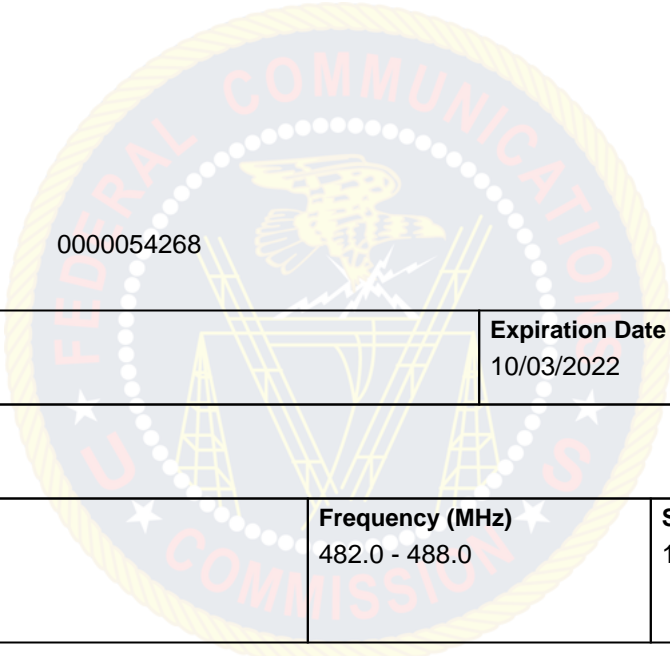 FEDERAL COMMUNICATIONS COMMISSION
U S
0000054268
Expiration Date
10/03/2022
Frequency (MHz)
482.0 - 488.0